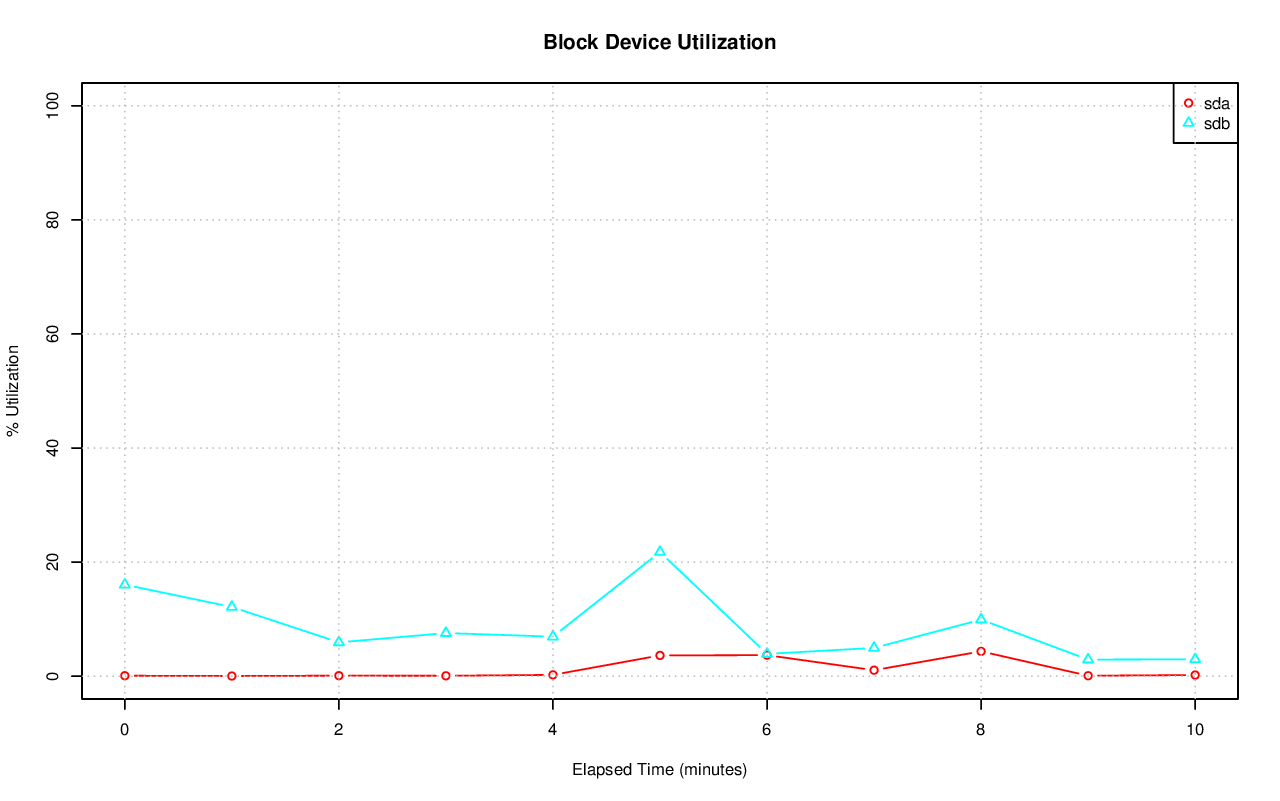 Block Device Utilization
sda
sdb
% Utilization
100
80
60
40
20
0
0 2 4 6 8 10
Elapsed Time (minutes)